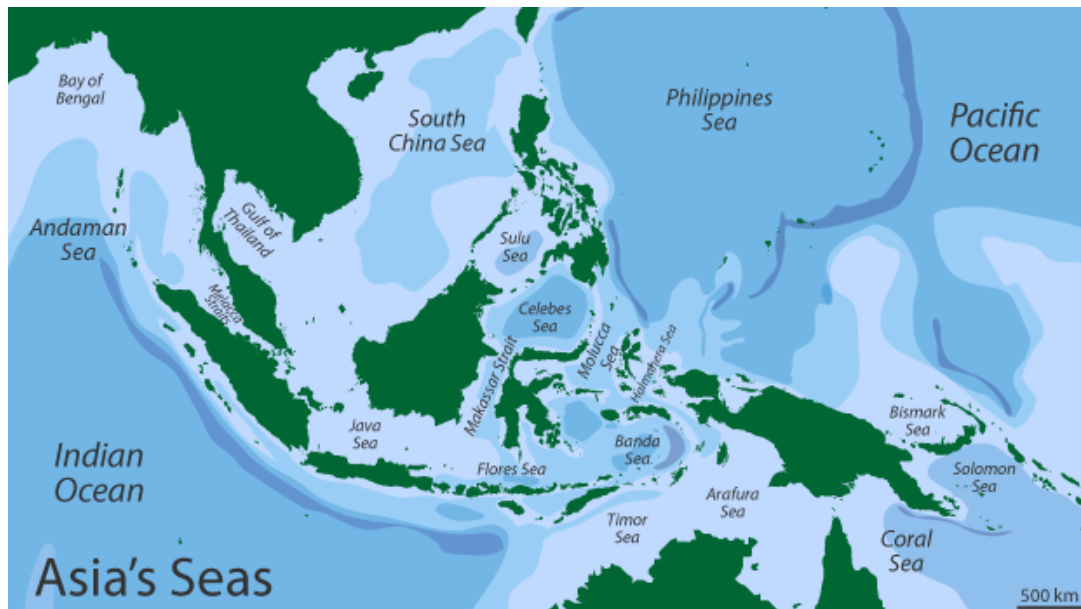 Bay of
Bengal
South
China Sea
Philippines
Sea
Pacific
Ocean
Andaman
Sea
Gulf of
Thailand
Sulu
Sea
Melacca
Straits
Celebes
Sea
Makassar Strait
Molucca
Sea
Halmahera Sea
Java
Sea
Flores Sea
Banda
Sea
Bismark
Sea
Solomon
Sea
Indian
Ocean
Arafura
Sea
Timor
Sea
Coral
Sea
Asia's Seas
500 km